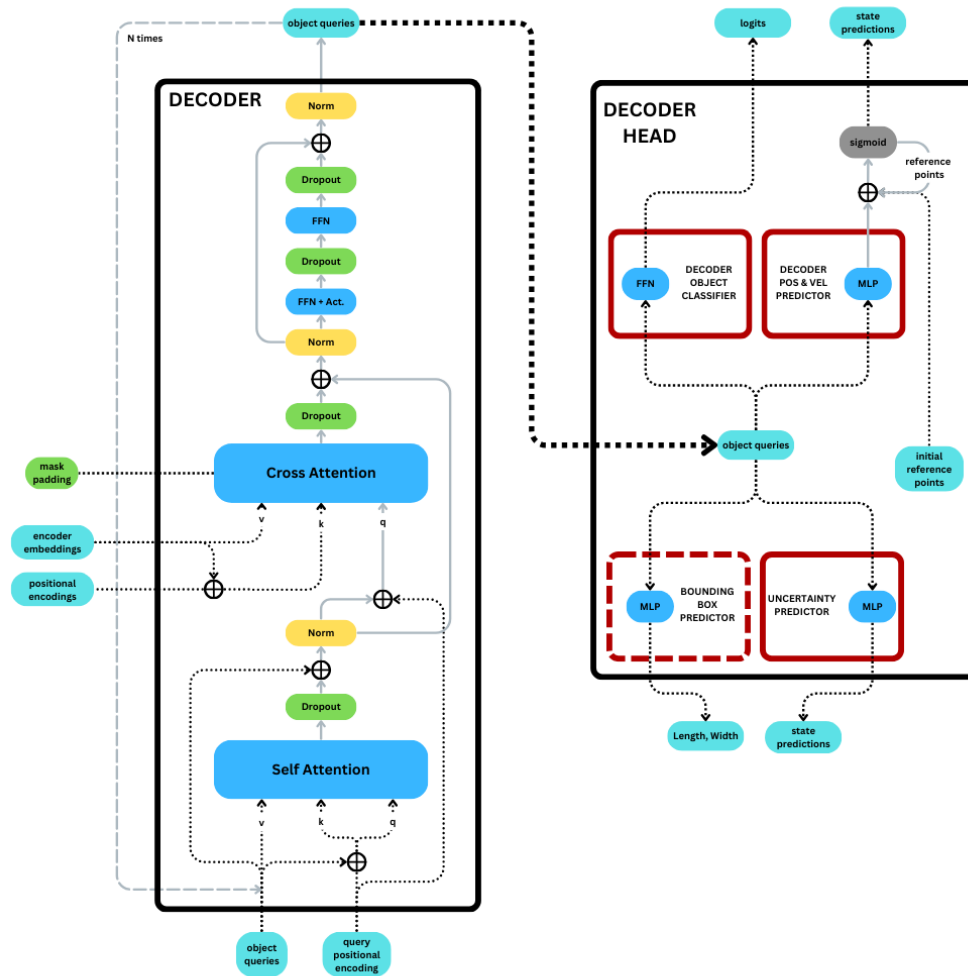 object queries
N times
DECODER
Norm
Dropout
FFN
Dropout
FFN + Act.
Norm
Dropout
Cross Attention
mask
padding
v
k
q
encoder
embeddings
positional
encodings
Norm
Dropout
Self Attention
v
k
q
object
queries
query
positional
encoding
logits
state
predictions
DECODER
HEAD
sigmoid
reference
points
FFN
DECODER
OBJECT
CLASSIFIER
DECODER
POS & VEL
PREDICTOR
MLP
object queries
initial
reference
points
MLP
BOUNDING
BOX
PREDICTOR
UNCERTAINTY
PREDICTOR
MLP
Length, Width
state
predictions